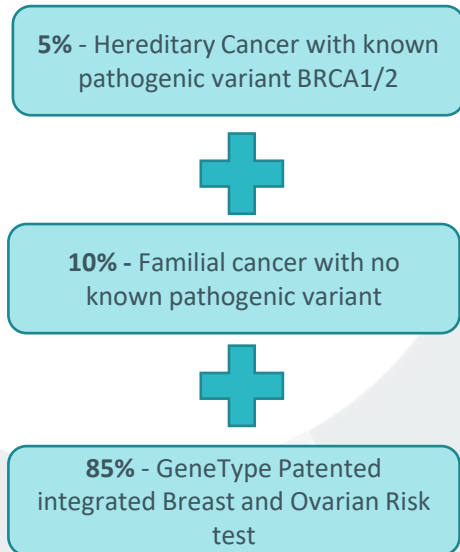 5% - Hereditary Cancer with known
pathogenic variant BRCA1/2
10% - Familial cancer with no
known pathogenic variant
85% - GeneType Patented
integrated Breast and Ovarian Risk
test